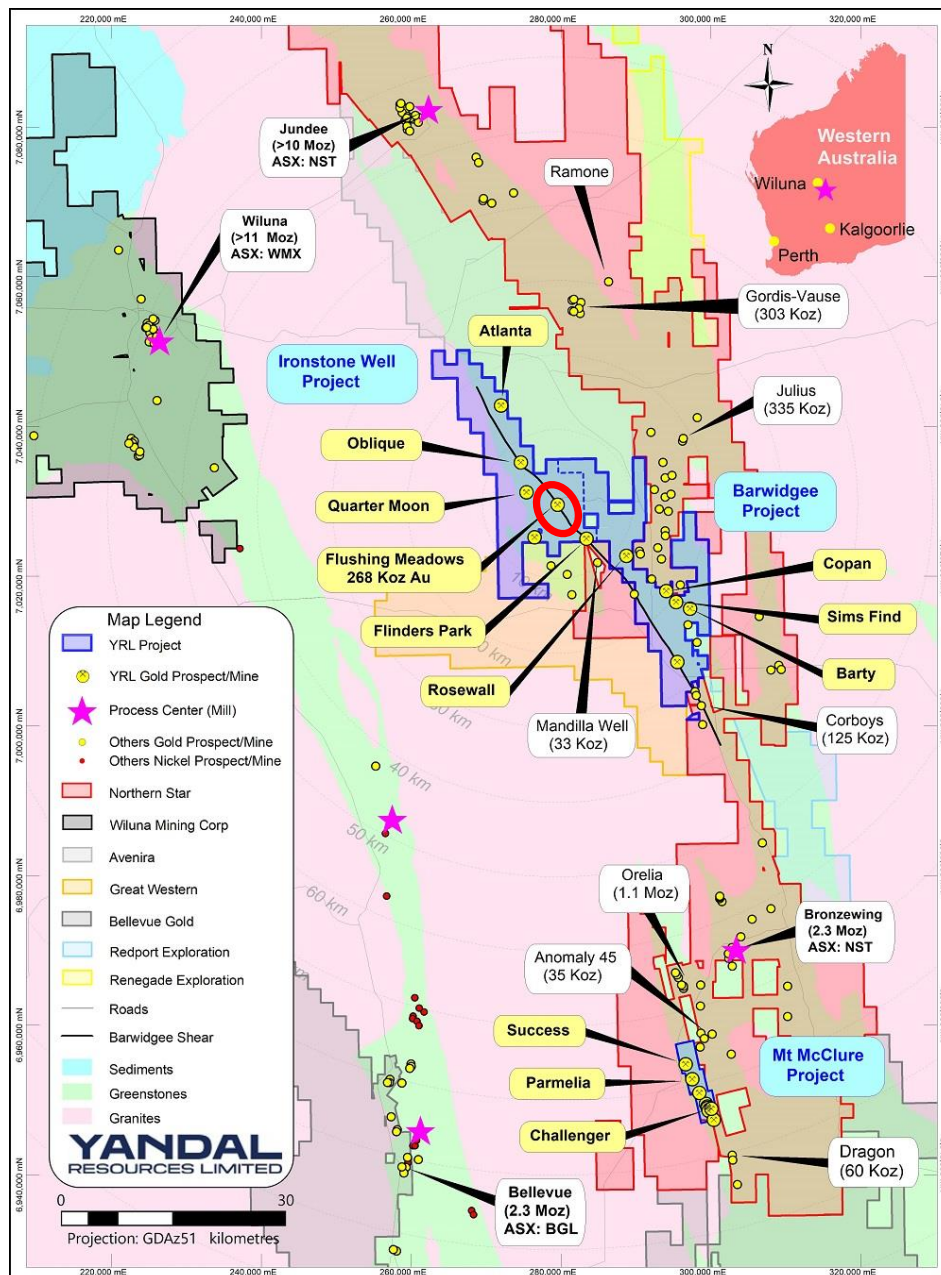 220,000 mE
240,000 mE
260,000 mE
280,000 mE
300,000 mE
320,000 mE
N
Western
Australia
Wiluna
Kalgoorlie
Perth
7,080,000 mN
7,060,000 mN
7,040,000 mN
7,020,000 mN
7,000,000 mN
6,980,000 mN
6,960,000 mN
6,940,000 mN
Jundee
(>10 Moz)
ASX: NST
Ramone
Wiluna
(>11 Moz)
ASX: WMX
Gordis-Vause
(303 Koz)
Atlanta
Ironstone Well
Project
Julius
(335 Koz)
Oblique
Quarter Moon
Barwidgee
Project
Flushing Meadows
268 Koz Au
Copan
Sims Find
Flinders Park
Barty
Rosewall
Mandilla Well
(33 Koz)
Corboys
(125 Koz)
40 km
50 km
60 km
Orelia
(1.1 Moz)
Bronzewing
(2.3 Moz)
ASX: NST
Anomaly 45
(35 Koz)
Success
Mt McClure
Project
Parmelia
Challenger
Dragon
(60 Koz)
Bellevue
(2.3 Moz)
ASX: BGL
Map Legend
YRL Project
YRL Gold Prospect/Mine
Process Center (Mill)
Others Gold Prospect/Mine
Others Nickel Prospect/Mine
Northern Star
Wiluna Mining Corp
Avenira
Great Western
Bellevue Gold
Redport Exploration
Renegade Exploration
Roads
Barwidgee Shear
Sediments
Greenstones
Granites
YANDAL
RESOURCES LIMITED
0
30
Projection: GDAz51 kilometres
220,000 mE
240,000 mE
260,000 mE
280,000 mE
300,000 mE
320,000 mE